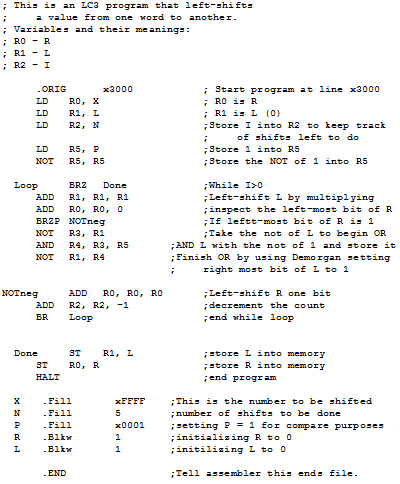 ; This is an LC3 program that left-shifts
; a value from one word to another.
; Variables and their meanings:
; R0 - R
; R1 - L
; R2 - I
.ORIG x3000 ; Start program at line x3000
LD R0, X ; R0 is R
LD R1, L ; R1 is L (0)
LD R2, N ;Store I into R2 to keep track
; of shifts left to do
LD R5, P ;Store 1 into R5
NOT R5, R5 ;Store the NOT of 1 into R5
Loop BRZ Done ;While I>0
ADD R1, R1, R1 ;Left-shift L by multiplying
ADD R0, R0, 0 ;inspect the left-most bit of R
BRZP NOTneg ;If leftt-most bit of R is 1
NOT R3, R1 ;Take the not of L to begin OR
AND R4, R3, R5 ;AND L with the not of 1 and store it
NOT R1, R4 ;Finish OR by using Demorgan setting
; right most bit of L to 1
NOTneg ADD R0, R0, R0 ;Left-shift R one bit
ADD R2, R2, -1 ;decrement the count
BR Loop ;end while loop
Done ST R1, L ;store L into memory
ST R0, R ;store R into memory
HALT ;end program
X .Fill xFFFF ;This is the number to be shifted
N .Fill 5 ;number of shifts to be done
P .Fill x0001 ;setting P = 1 for compare purposes
R .Blkw 1 ;initializing R to 0
L .Blkw 1 ;initilizing L to 0
.END ;Tell assembler this ends file.